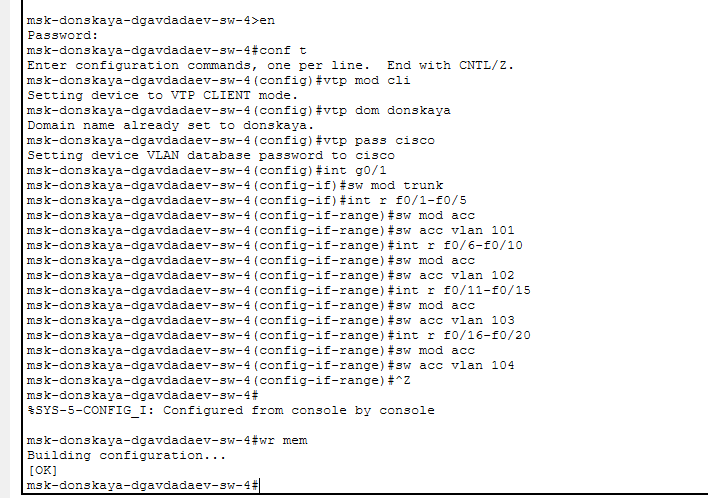 msk-donskaya-dgavdadaev-sw-4>en
Password:
msk-donskaya-dgavdadaev-sw-4#conf t
Enter configuration commands, one per line.  End with CNTL/Z.
msk-donskaya-dgavdadaev-sw-4(config)#vtp mod cli
Setting device to VTP CLIENT mode.
msk-donskaya-dgavdadaev-sw-4(config)#vtp dom donskaya
Domain name already set to donskaya.
msk-donskaya-dgavdadaev-sw-4(config)#vtp pass cisco
Setting device VLAN database password to cisco
msk-donskaya-dgavdadaev-sw-4(config)#int g0/1
msk-donskaya-dgavdadaev-sw-4(config-if)#sw mod trunk
msk-donskaya-dgavdadaev-sw-4(config-if)#int r f0/1-f0/5
msk-donskaya-dgavdadaev-sw-4(config-if-range)#sw mod acc
msk-donskaya-dgavdadaev-sw-4(config-if-range)#sw acc vlan 101
msk-donskaya-dgavdadaev-sw-4(config-if-range)#int r f0/6-f0/10
msk-donskaya-dgavdadaev-sw-4(config-if-range)#sw mod acc
msk-donskaya-dgavdadaev-sw-4(config-if-range)#sw acc vlan 102
msk-donskaya-dgavdadaev-sw-4(config-if-range)#int r f0/11-f0/15
msk-donskaya-dgavdadaev-sw-4(config-if-range)#sw mod acc
msk-donskaya-dgavdadaev-sw-4(config-if-range)#sw acc vlan 103
msk-donskaya-dgavdadaev-sw-4(config-if-range)#int r f0/16-f0/20
msk-donskaya-dgavdadaev-sw-4(config-if-range)#sw mod acc
msk-donskaya-dgavdadaev-sw-4(config-if-range)#sw acc vlan 104
msk-donskaya-dgavdadaev-sw-4(config-if-range)#^Z
msk-donskaya-dgavdadaev-sw-4#
%SYS-5-CONFIG_I: Configured from console by console
msk-donskaya-dgavdadaev-sw-4#wr mem
Building configuration...
[OK]
msk-donskaya-dgavdadaev-sw-4#